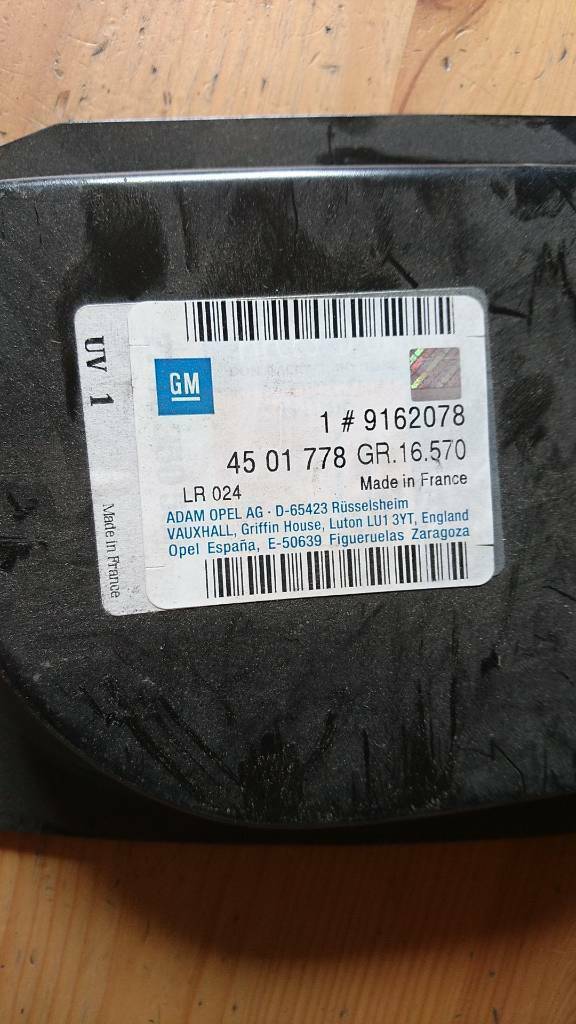 GM
1 # 9162078
45 01 778 GR.16.570
LR 024 Made in France
ADAM OPEL AG · D-65423 Rüsselsheim
VAUXHALL, Griffin House, Luton LU1 3YT, England
Opel España, E-50639 Figueruelas Zaragoza
UV 1
Made in France